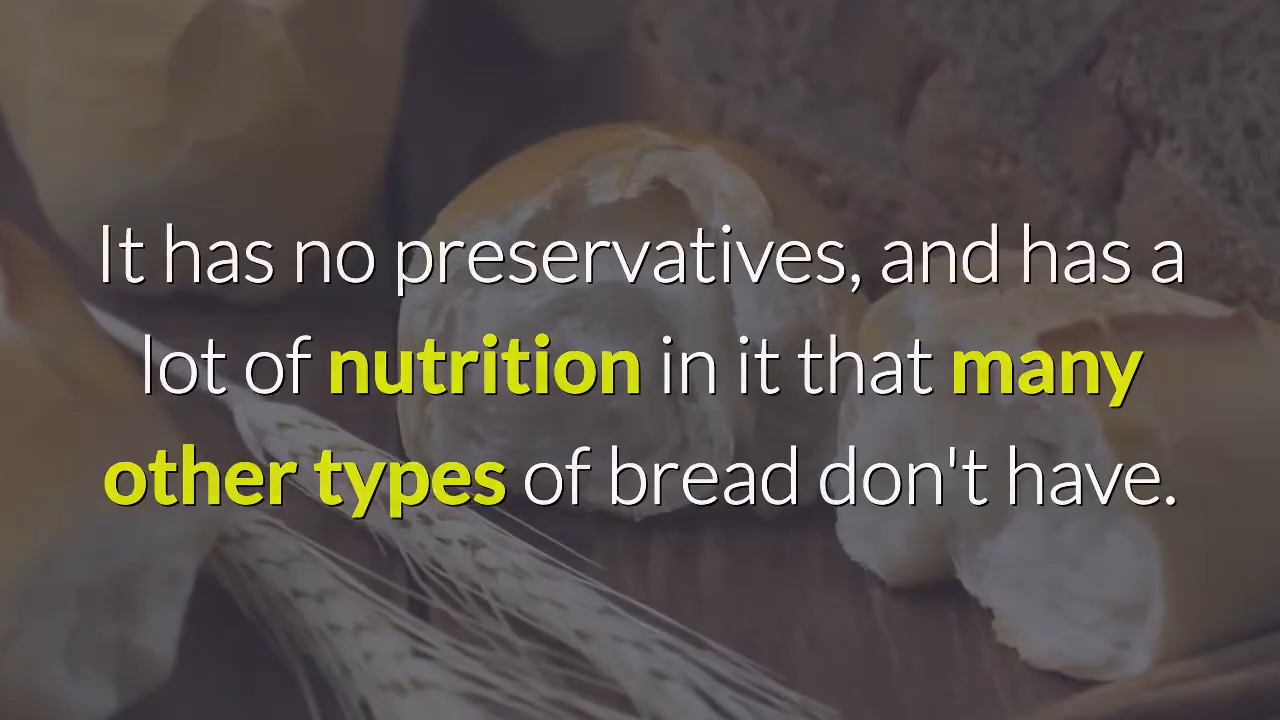 It has no preservatives, and has a
lot of nutrition in it that many
other types of bread don't have.